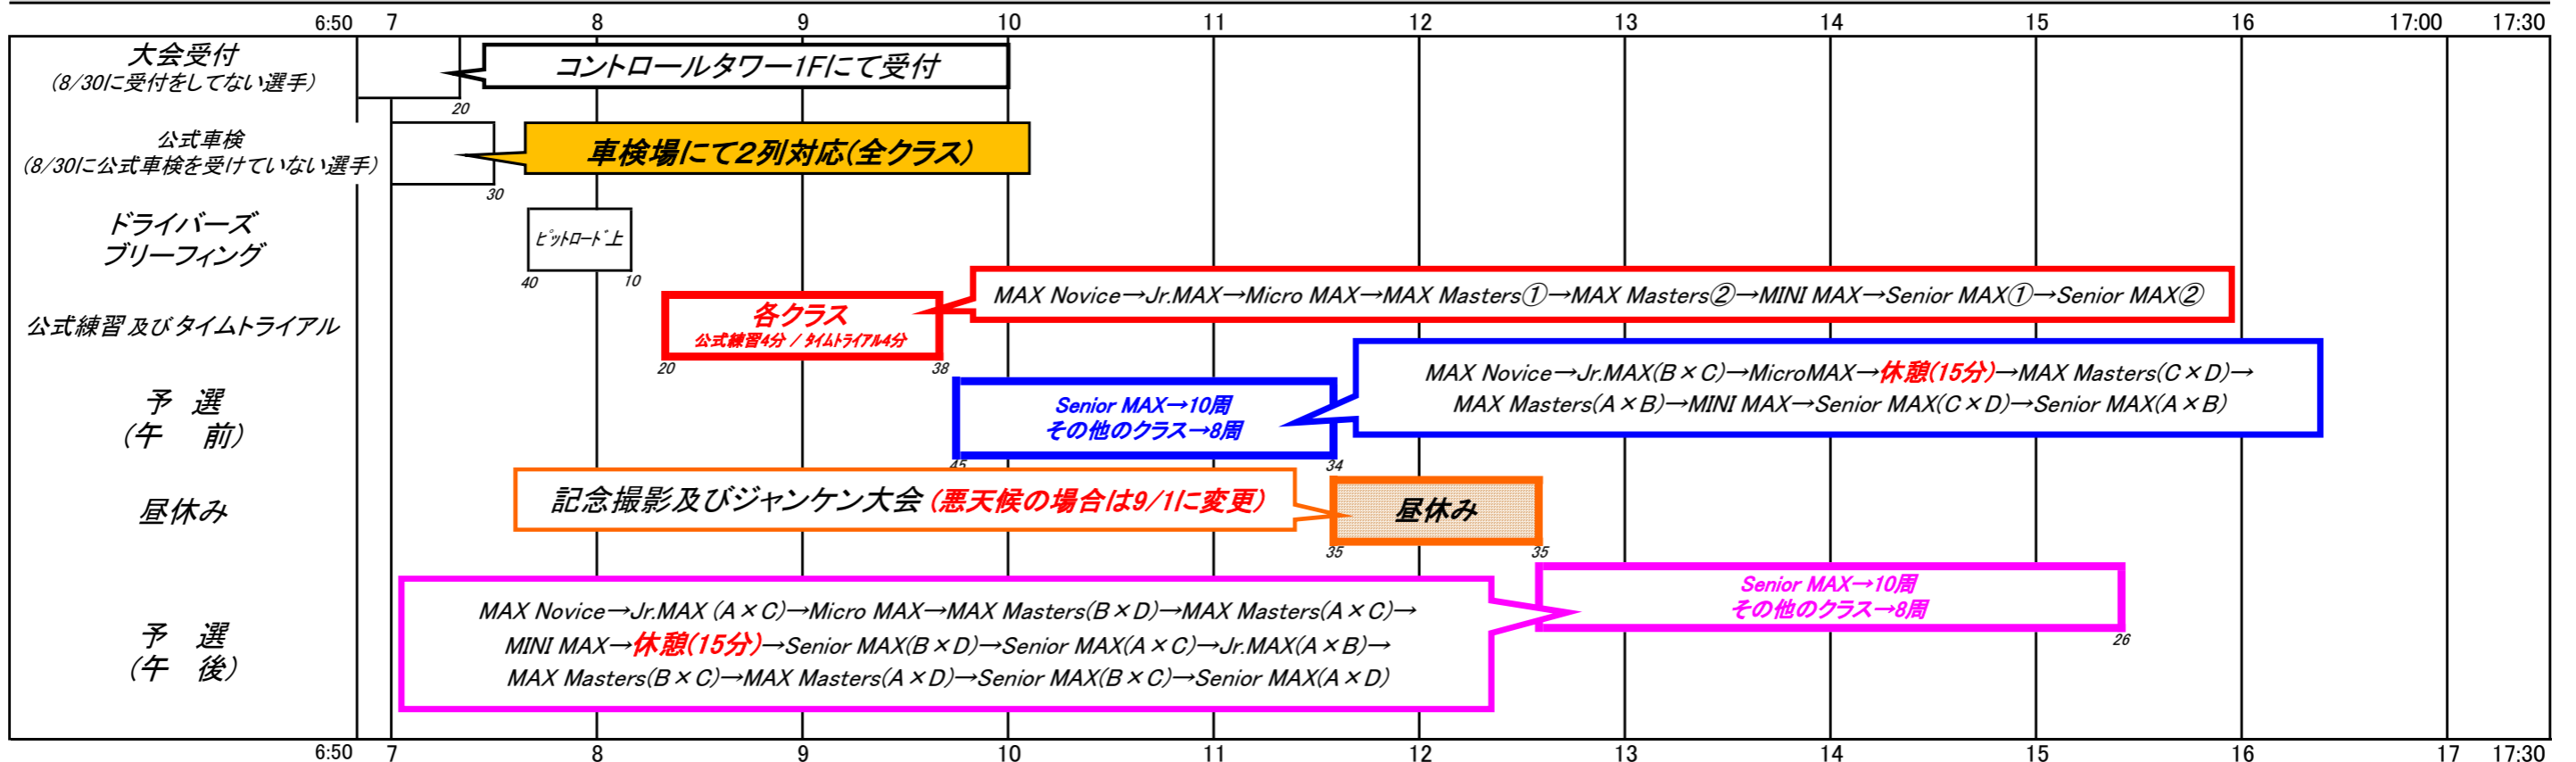 6:50 7 8 9 10 11 12 13 14 15 16 17:00 17:30
大会受付
(8/30に受付をしてない選手)
コントロールタワー1Fにて受付
20
公式車検
(8/30に公式車検を受けていない選手)
車検場にて2列対応(全クラス)
30
ドライバーズ
ブリーフィング
ピットロード上
40 10
公式練習及びタイムトライアル
各クラス
公式練習4分 / タイムトライアル4分
20 38
MAX Novice→Jr.MAX→Micro MAX→MAX Masters①→MAX Masters②→MINI MAX→Senior MAX①→Senior MAX②
予 選
(午 前)
Senior MAX→10周
その他のクラス→8周
45 34
MAX Novice→Jr.MAX(B×C)→MicroMAX→休憩(15分)→MAX Masters(C×D)→
MAX Masters(A×B)→MINI MAX→Senior MAX(C×D)→Senior MAX(A×B)
昼休み
記念撮影及びジャンケン大会(悪天候の場合は9/1に変更)
昼休み
35 35
予 選
(午 後)
MAX Novice→Jr.MAX (A×C)→Micro MAX→MAX Masters(B×D)→MAX Masters(A×C)→
MINI MAX→休憩(15分)→Senior MAX(B×D)→Senior MAX(A×C)→Jr.MAX(A×B)→
MAX Masters(B×C)→MAX Masters(A×D)→Senior MAX(B×C)→Senior MAX(A×D)
Senior MAX→10周
その他のクラス→8周
26
6:50 7 8 9 10 11 12 13 14 15 16 17 17:30